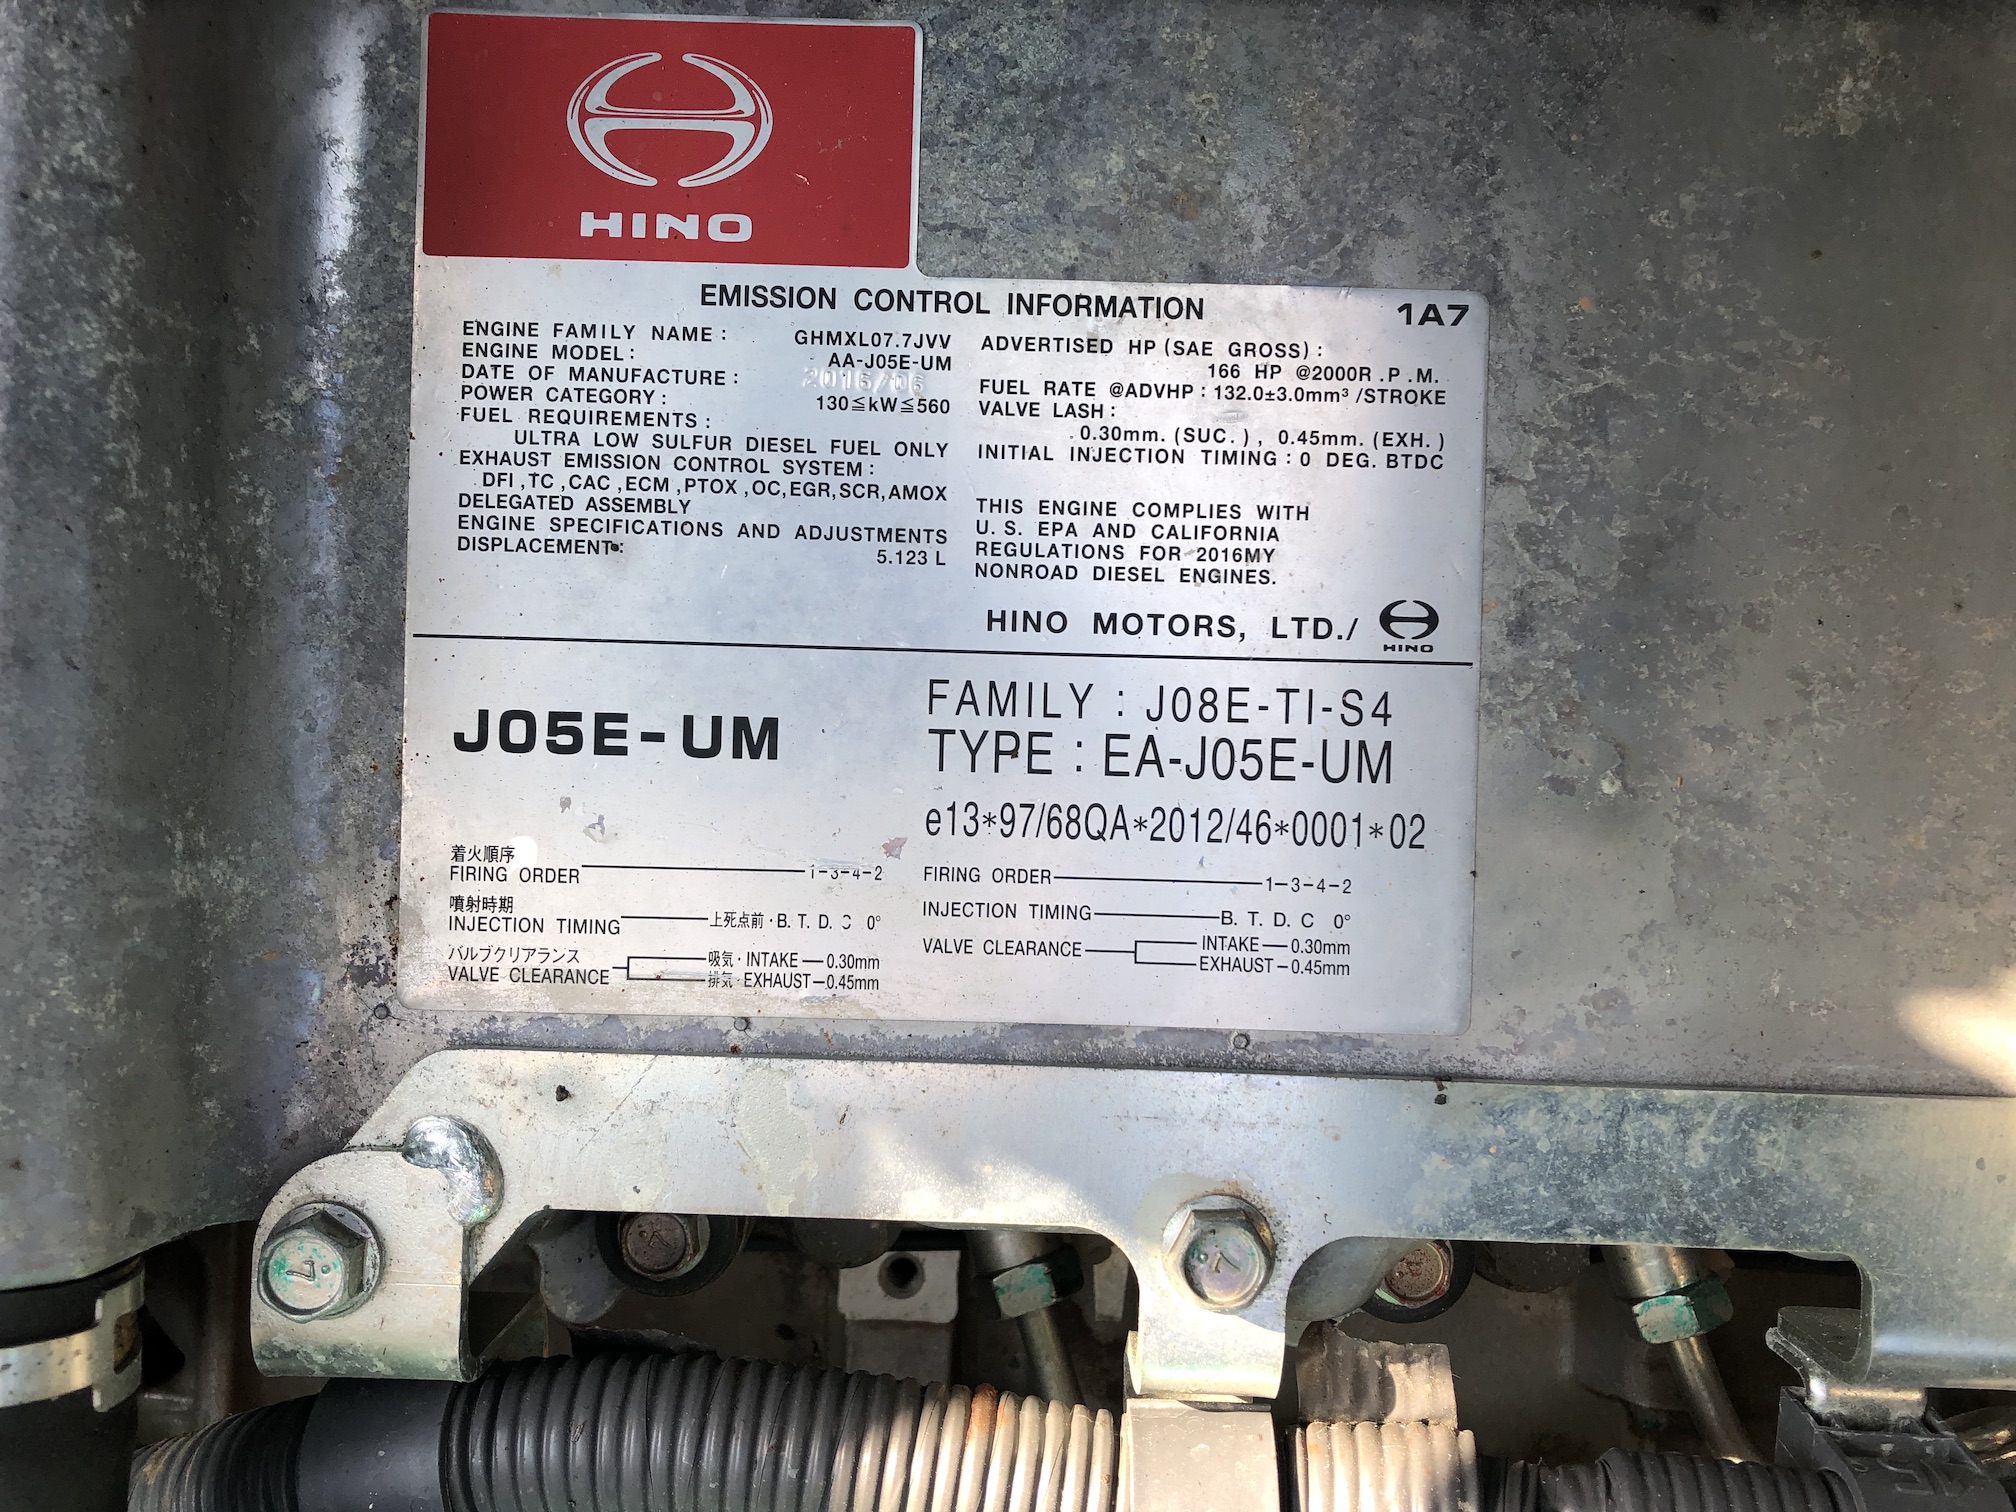 HINO
EMISSION CONTROL INFORMATION 1A7
ENGINE FAMILY NAME : GHMXL07.7JVV
ENGINE MODEL : AA-J05E-UM
DATE OF MANUFACTURE : 2016/06
POWER CATEGORY : 130≦kW≦560
FUEL REQUIREMENTS :
ULTRA LOW SULFUR DIESEL FUEL ONLY
EXHAUST EMISSION CONTROL SYSTEM :
DFI ,TC ,CAC ,ECM ,PTOX ,OC,EGR,SCR,AMOX
DELEGATED ASSEMBLY
ENGINE SPECIFICATIONS AND ADJUSTMENTS
DISPLACEMENT: 5.123 L
ADVERTISED HP (SAE GROSS) :
166 HP @2000R .P .M.
FUEL RATE @ADVHP : 132.0±3.0mm³ /STROKE
VALVE LASH :
0.30mm. (SUC. ) , 0.45mm. (EXH. )
INITIAL INJECTION TIMING : 0 DEG. BTDC
THIS ENGINE COMPLIES WITH
U. S. EPA AND CALIFORNIA
REGULATIONS FOR 2016MY
NONROAD DIESEL ENGINES.
HINO MOTORS, LTD./ HINO
J05E-UM
FAMILY : J08E-TI-S4
TYPE : EA-J05E-UM
e13*97/68QA*2012/46*0001*02
着火順序
FIRING ORDER 1-3-4-2
噴射時期
INJECTION TIMING 上死点前・B. T. D. C 0°
バルブクリアランス
VALVE CLEARANCE 吸気・INTAKE 0.30mm
排気・EXHAUST 0.45mm
FIRING ORDER 1-3-4-2
INJECTION TIMING B. T. D. C 0°
VALVE CLEARANCE INTAKE 0.30mm
EXHAUST 0.45mm
7
7
7